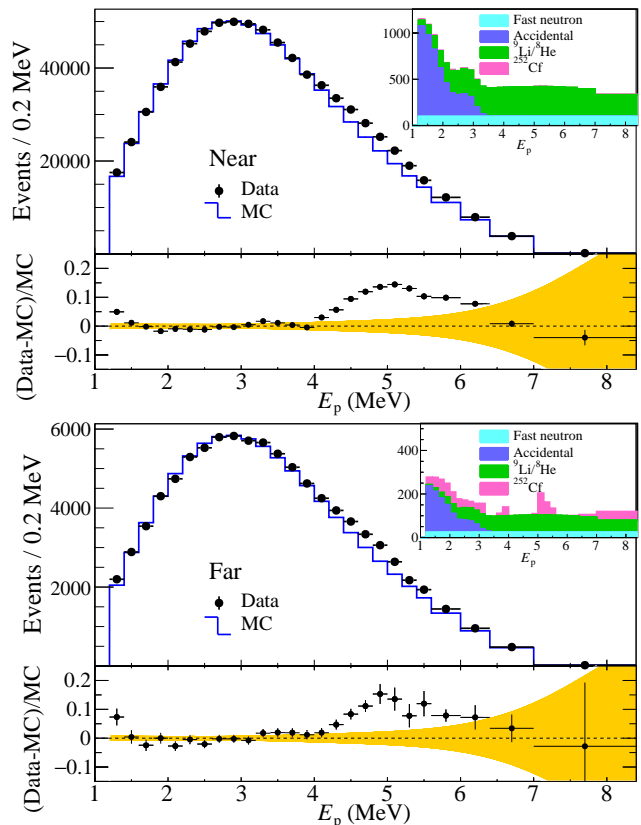 Events / 0.2 MeV
40000
20000
Near
Data
MC
1000
500
0
Fast neutron
Accidental
⁹Li/⁸He
²⁵²Cf
1 2 3 4 5 6 7 8
Eₚ
(Data-MC)/MC
0.2
0.1
0
−0.1
1 2 3 4 5 6 7 8
Eₚ (MeV)
Events / 0.2 MeV
6000
4000
2000
Far
Data
MC
400
200
0
Fast neutron
Accidental
⁹Li/⁸He
²⁵²Cf
1 2 3 4 5 6 7 8
Eₚ
(Data-MC)/MC
0.2
0.1
0
−0.1
1 2 3 4 5 6 7 8
Eₚ (MeV)